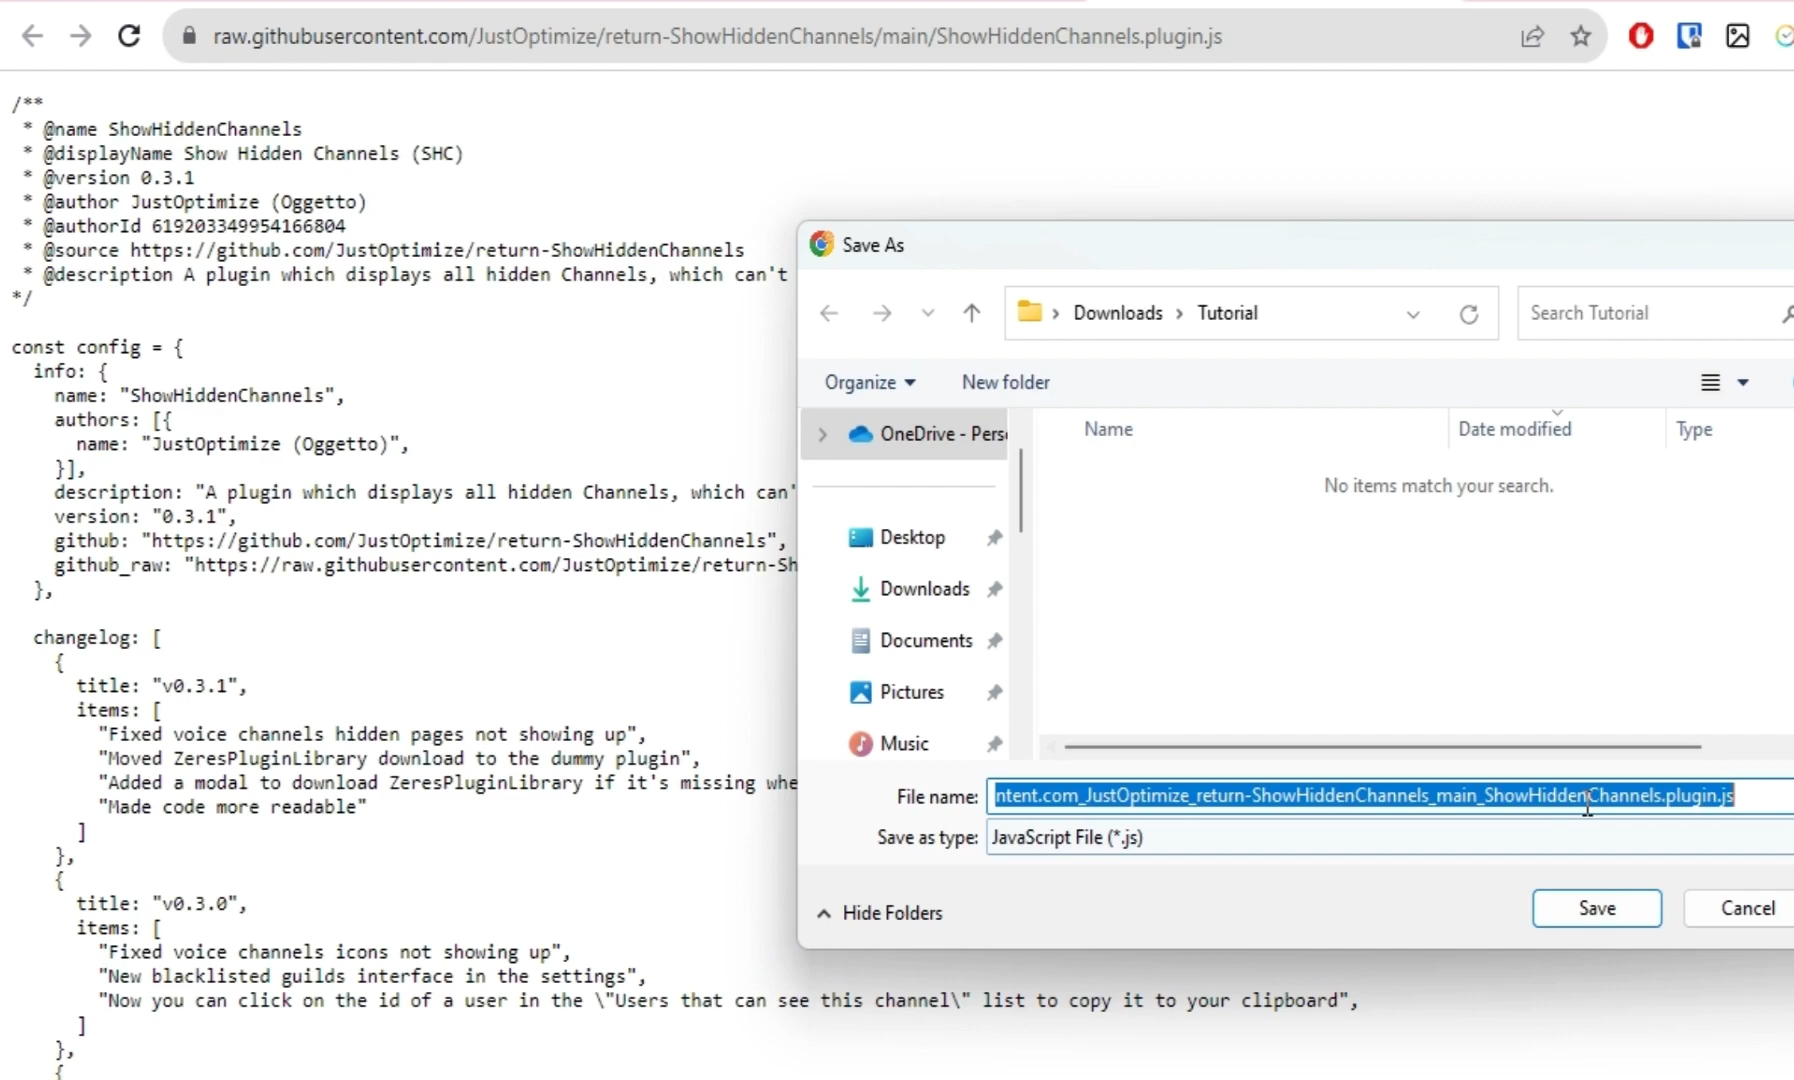 raw.githubusercontent.com/JustOptimize/return-ShowHiddenChannels/main/ShowHiddenChannels.plugin.js
/**
* @name ShowHiddenChannels
* @displayName Show Hidden Channels (SHC)
* @version 0.3.1
* @author JustOptimize (Oggetto)
* @authorId 619203349954166804
* @source https://github.com/JustOptimize/return-ShowHiddenChannels
* @description A plugin which displays all hidden Channels, which can't
*/
const config = {
info: {
name: "ShowHiddenChannels",
authors: [{
name: "JustOptimize (Oggetto)",
}],
description: "A plugin which displays all hidden Channels, which can'
version: "0.3.1",
github: "https://github.com/JustOptimize/return-ShowHiddenChannels",
github_raw: "https://raw.githubusercontent.com/JustOptimize/return-Sh
},
changelog: [
{
title: "v0.3.1",
items: [
"Fixed voice channels hidden pages not showing up",
"Moved ZeresPluginLibrary download to the dummy plugin",
"Added a modal to download ZeresPluginLibrary if it's missing whe
"Made code more readable"
]
},
{
title: "v0.3.0",
items: [
"Fixed voice channels icons not showing up",
"New blacklisted guilds interface in the settings",
"Now you can click on the id of a user in the \"Users that can see this channel\" list to copy it to your clipboard",
]
},
{
Save As
Downloads › Tutorial
Search Tutorial
Organize
New folder
OneDrive - Pers
Desktop
Downloads
Documents
Pictures
Music
Name
Date modified
Type
No items match your search.
File name:
ntent.com_JustOptimize_return-ShowHiddenChannels_main_ShowHiddenChannels.plugin.js
Save as type:
JavaScript File (*.js)
Hide Folders
Save
Cancel